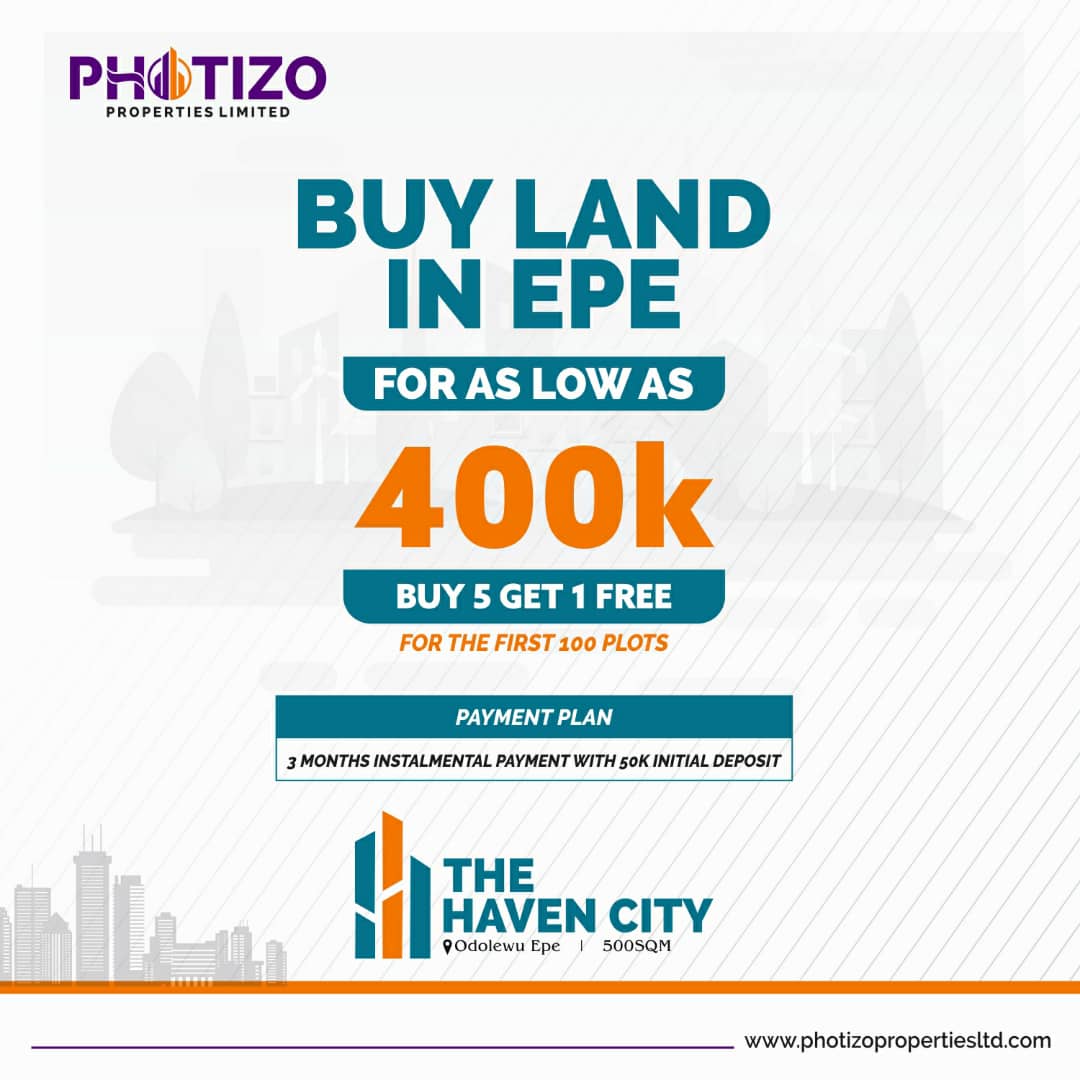 PHOTIZO
PROPERTIES LIMITED
BUY LAND
IN EPE
FOR AS LOW AS
400k
BUY 5 GET 1 FREE
FOR THE FIRST 100 PLOTS
PAYMENT PLAN
3 MONTHS INSTALMENTAL PAYMENT WITH 50K INITIAL DEPOSIT
THE
HAVEN CITY
Odolewu Epe | 500SQM
www.photizopropertiesltd.com